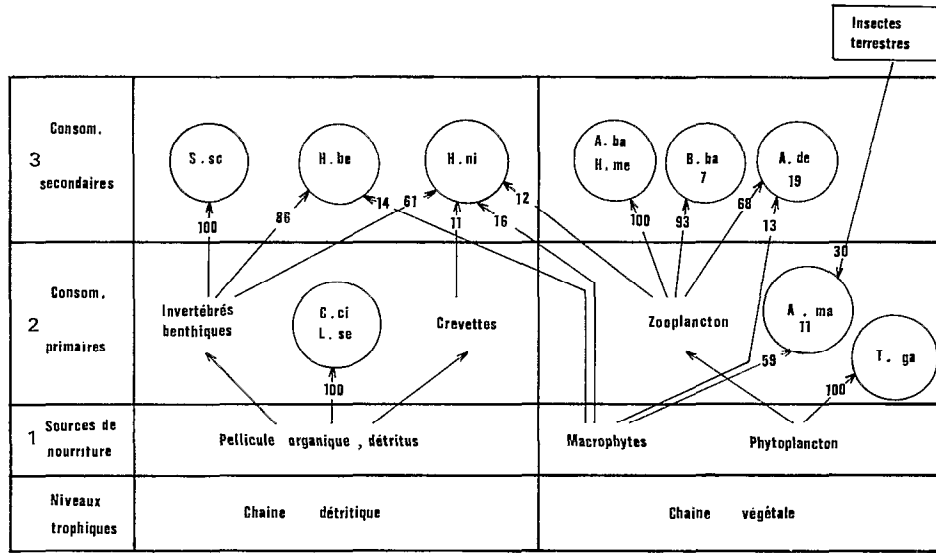 Insectes
terrestres
Consom.
3
secondaires
S.sc
H.be
H.ni
A.ba
H.me
B.ba
7
A.de
19
100
86
14
61
11
16
12
100
93
68
13
30
Consom.
2
primaires
Invertébrés
benthiques
C.ci
L.se
Crevettes
Zooplancton
A.ma
11
T.ga
100
59
100
1 Sources de
nourriture
Pellicule organique, détritus
Macrophytes
Phytoplancton
Niveaux
trophiques
Chaine détritique
Chaine végétale